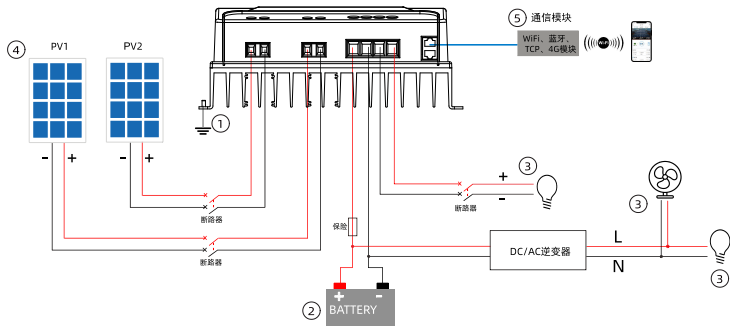 ⑤ 通信模块
WiFi、蓝牙、
TCP、4G模块
WiFi
④ PV1 PV2
①
- + - +
断路器
断路器
+
-
③
断路器
保险
③
DC/AC逆变器
L
N
③
②
+ -
BATTERY